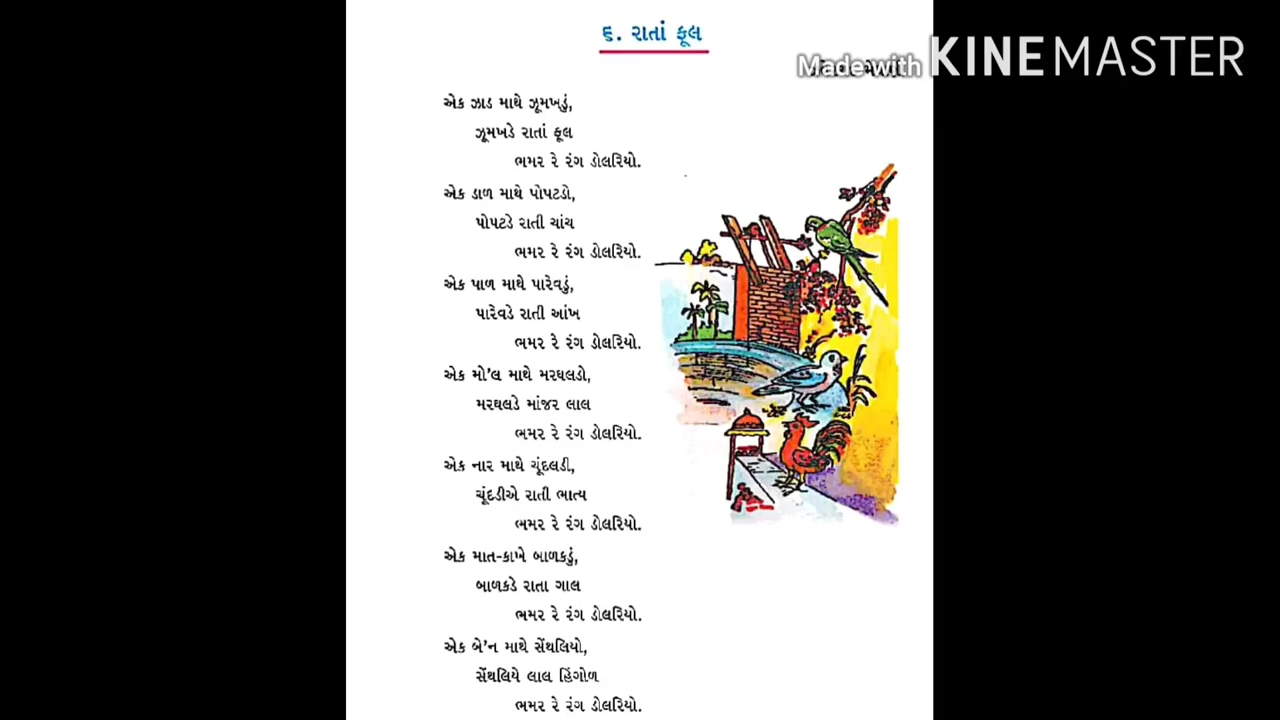 ૬. રાતાં ફૂલ
Made with KINEMASTER
એક ઝાડ માથે ઝૂમખડું,
ઝૂમખડે રાતાં ફૂલ
ભમર રે રંગ ડોલરિયો.
એક ડાળ માથે પોપટડો,
પોપટડે રાતી ચાંચ
ભમર રે રંગ ડોલરિયો.
એક પાળ માથે પારેવડું,
પારેવડે રાતી આંખ
ભમર રે રંગ ડોલરિયો.
એક મો'લ માથે મરઘલડો,
મરઘલડે માંજર લાલ
ભમર રે રંગ ડોલરિયો.
એક નાર માથે ચૂંદલડી,
ચૂંદડીએ રાતી ભાત્ય
ભમર રે રંગ ડોલરિયો.
એક માત-કાખે બાળકડું,
બાળકડે રાતા ગાલ
ભમર રે રંગ ડોલરિયો.
એક બે'ન માથે સેંથલિયો,
સેંથલિયે લાલ હિંગોળ
ભમર રે રંગ ડોલરિયો.